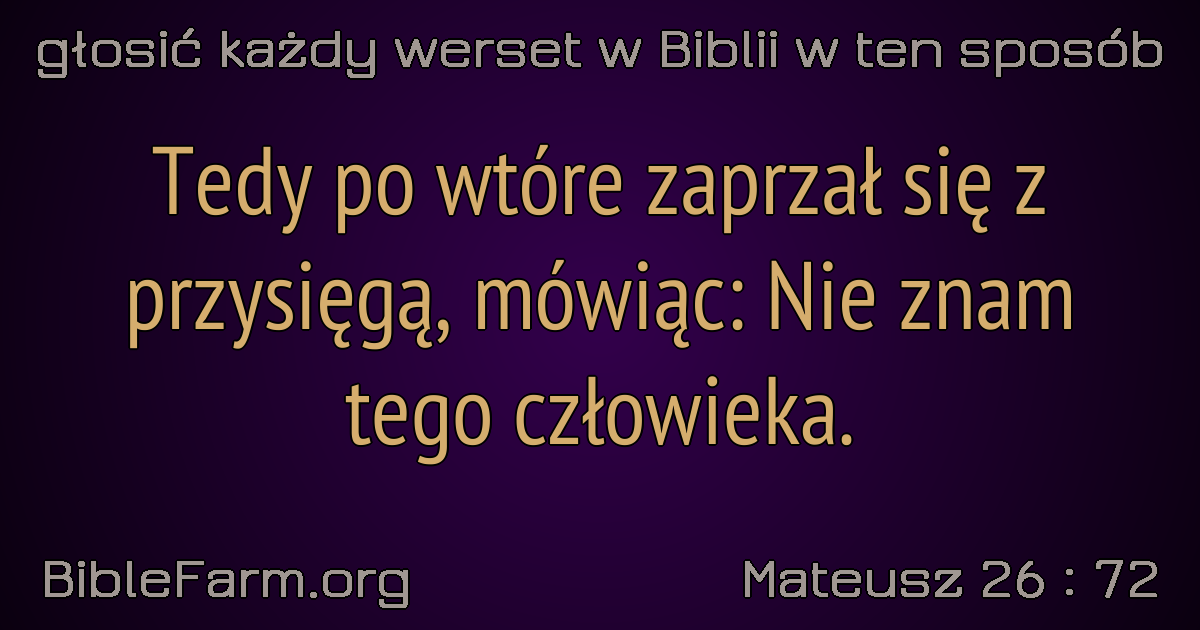 głosić każdy werset w Biblii w ten sposób
Tedy po wtóre zaprzał się z
przysięgą, mówiąc: Nie znam
tego człowieka.
BibleFarm.org
Mateusz 26 : 72